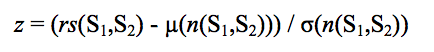 z = (rs(S₁,S₂) - μ(n(S₁,S₂))) / σ(n(S₁,S₂))